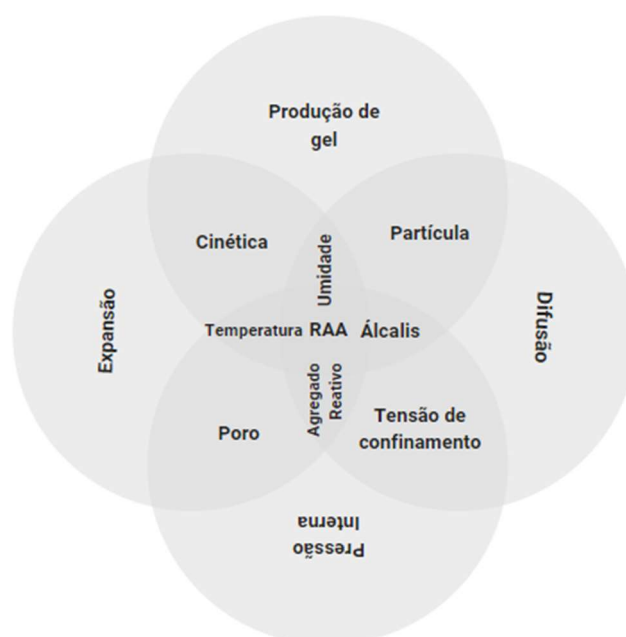 Produção de
gel
Cinética
Partícula
Umidade
Expansão
Temperatura
RAA
Álcalis
Difusão
Agregado
Reativo
Poro
Tensão de
confinamento
Pressão
Interna